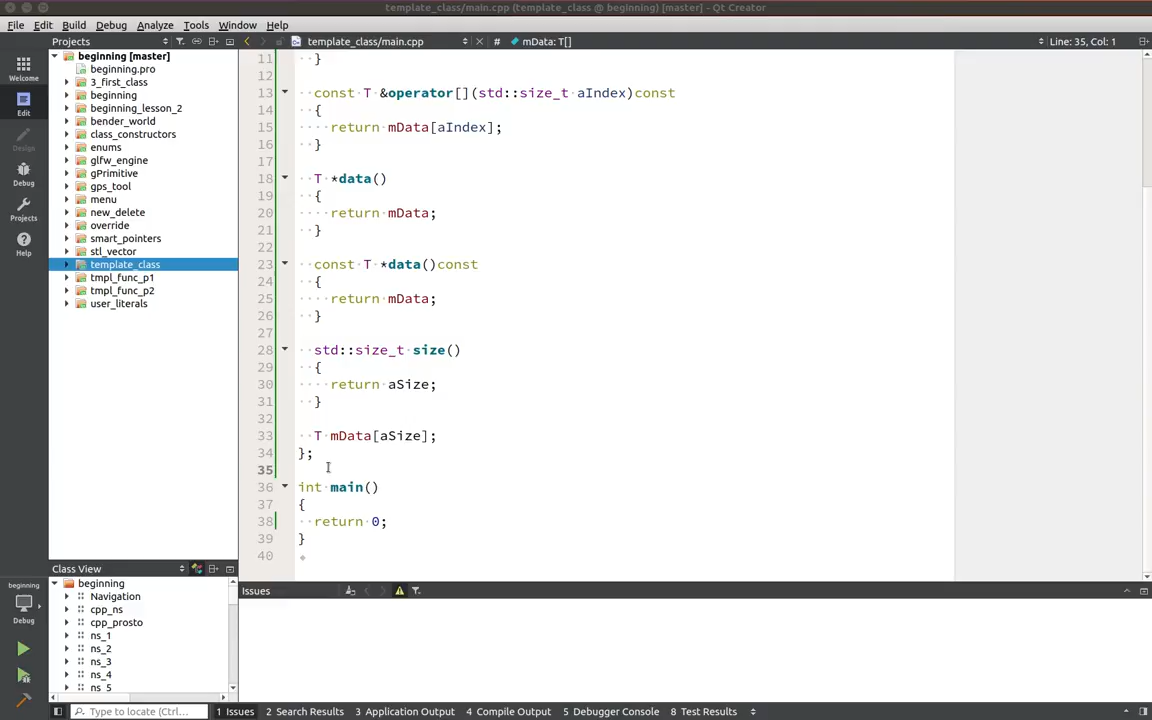 template_class/main.cpp (template_class @ beginning) [master] - Qt Creator
File Edit Build Debug Analyze Tools Window Help
Projects
template_class/main.cpp
#
mData: T[]
Line: 35, Col: 1
Welcome
Edit
Design
Debug
Projects
Help
beginning [master]
beginning.pro
3_first_class
beginning
beginning_lesson_2
bender_world
class_constructors
enums
glfw_engine
gPrimitive
gps_tool
menu
new_delete
override
smart_pointers
stl_vector
template_class
tmpl_func_p1
tmpl_func_p2
user_literals
11 }
12
13 const T &operator[](std::size_t aIndex)const
14 {
15 return mData[aIndex];
16 }
17
18 T *data()
19 {
20 return mData;
21 }
22
23 const T *data()const
24 {
25 return mData;
26 }
27
28 std::size_t size()
29 {
30 return aSize;
31 }
32
33 T mData[aSize];
34 };
35
36 int main()
37 {
38 return 0;
39 }
40
Class View
beginning
Navigation
cpp_ns
cpp_prosto
ns_1
ns_2
ns_3
ns_4
ns_5
beginning
Debug
Issues
Type to locate (Ctrl...
1 Issues 2 Search Results 3 Application Output 4 Compile Output 5 Debugger Console 8 Test Results